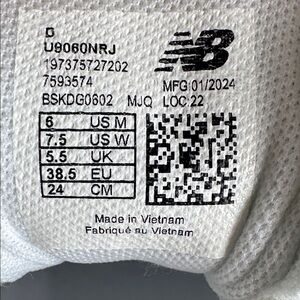 D
U9060NRJ
197375727202
7593574 MFG:01/2024
BSKDG0602 MJQ LOC:22
6 US M
7.5 US W
5.5 UK
38.5 EU
24 CM
NB
Made in Vietnam
Fabriqué au Vietnam